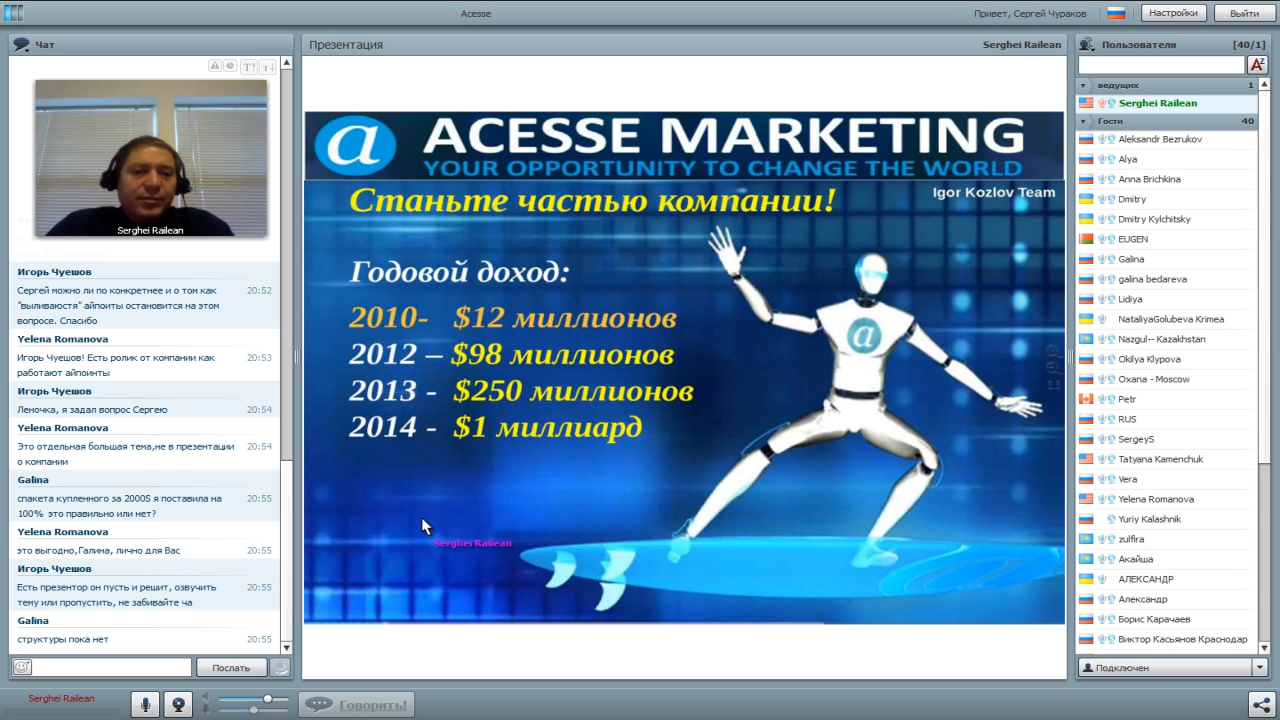 Acesse
Привет, Сергей Чураков
Настройки
Выйти
Чат
Serghei Railean
Игорь Чуешов
Сергей можно ли по конкретнее и о том как 20:52
"выливаюстя" айпоиты остановится на этом
вопросе. Спасибо
Yelena Romanova
Игорь Чуешов! Есть ролик от компании как 20:53
работают айпоинты
Игорь Чуешов
Леночка, я задал вопрос Сергею 20:54
Yelena Romanova
Это отдельная большая тема,не в презентации 20:54
о компании
Galina
спакета купленного за 2000S я поставила на 20:55
100% это правильно или нет?
Yelena Romanova
это выгодно,Галина, лично для Вас 20:55
Игорь Чуешов
Есть презентор он пусть и решит, озвучить 20:55
тему или пропустить, не забивайте ча
Galina
структуры пока нет 20:55
Послать
Serghei Railean
Говорить!
Презентация
Serghei Railean
a ACESSE MARKETING
YOUR OPPORTUNITY TO CHANGE THE WORLD
Станьте частью компании!
Igor Kozlov Team
Годовой доход:
2010- $12 миллионов
2012 – $98 миллионов
2013 - $250 миллионов
2014 - $1 миллиард
a
Serghei Railean
Пользователи [40/1]
ведущих 1
Serghei Railean
Гости 40
Aleksandr Bezrukov
Alya
Anna Brichkina
Dmitry
Dmitry Kylchitsky
EUGEN
Galina
galina bedareva
Lidiya
NataliyaGolubeva Krimea
Nazgul-- Kazakhstan
Okilya Klypova
Oxana - Moscow
Petr
RUS
SergeyS
Tatyana Kamenchuk
Vera
Yelena Romanova
Yuriy Kalashnik
zulfira
Акайша
АЛЕКСАНДР
Александр
Борис Карачаев
Виктор Касьянов Краснодар
Подключен